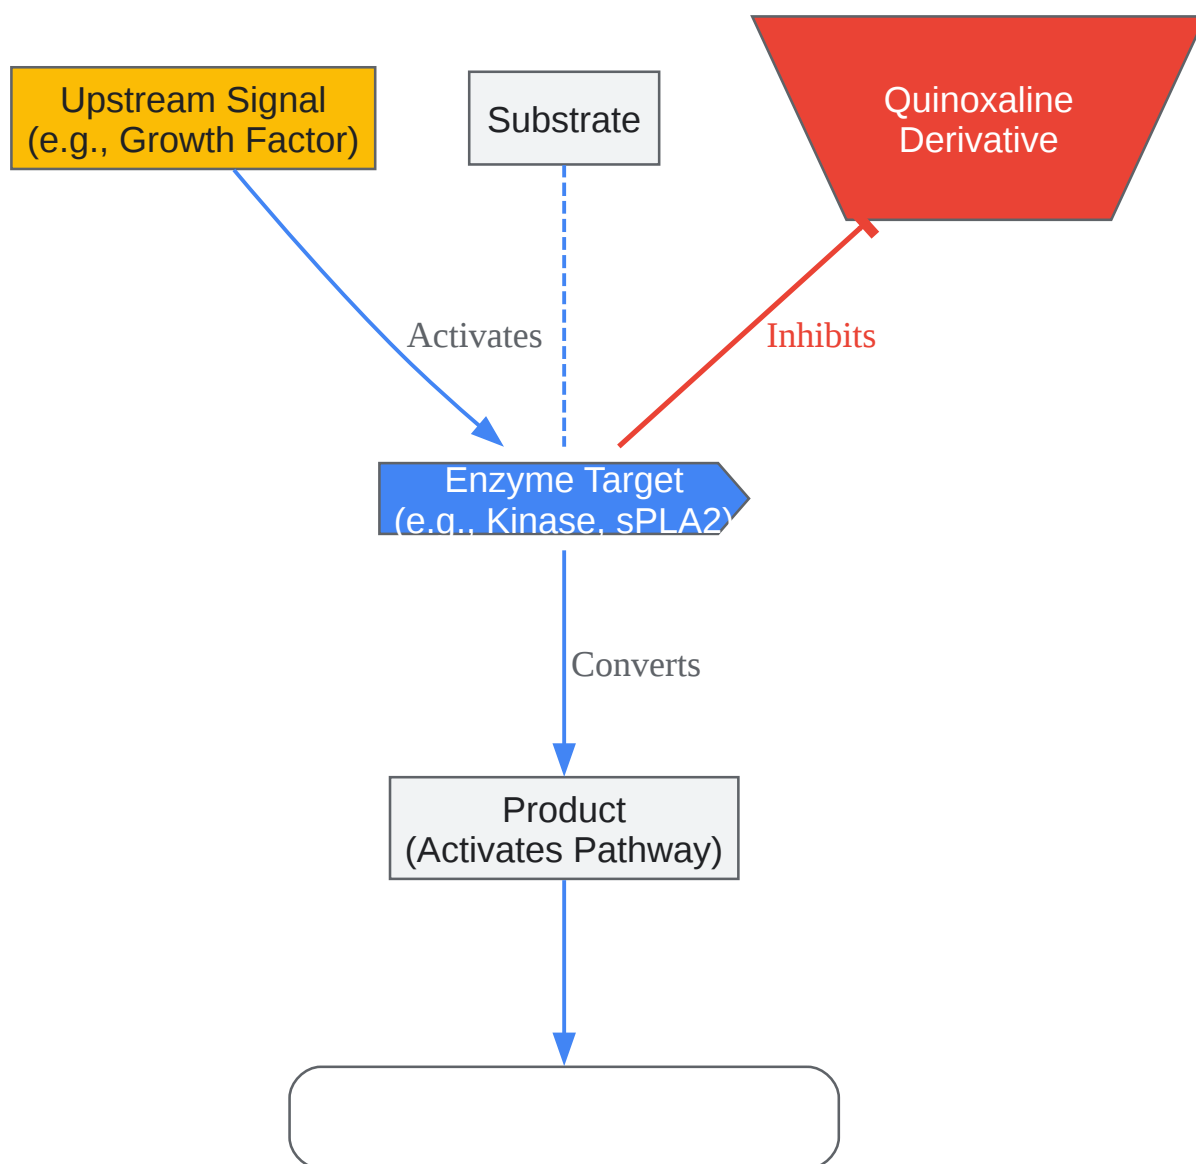 Upstream Signal
(e.g., Growth Factor)
Substrate
Quinoxaline
Derivative
Activates
Inhibits
Enzyme Target
(e.g., Kinase, sPLA2)
Converts
Product
(Activates Pathway)